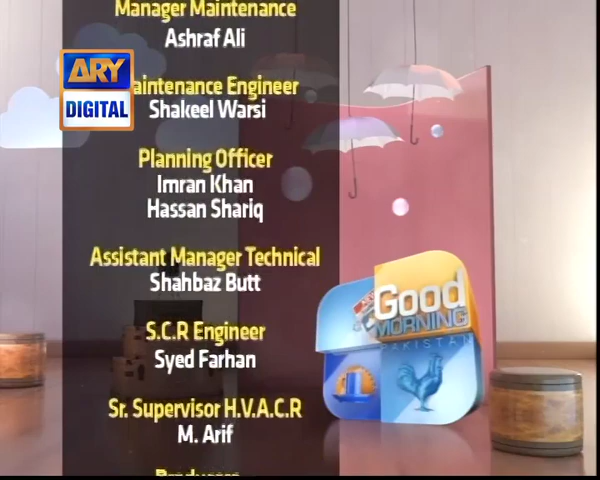 Manager Maintenance
Ashraf Ali
ARY
DIGITAL
aintenance Engineer
Shakeel Warsi
Planning Officer
Imran Khan
Hassan Shariq
Assistant Manager Technical
Shahbaz Butt
S.C.R Engineer
Syed Farhan
Sr. Supervisor H.V.A.C.R
M. Arif
Good
MORNING
PAKISTAN